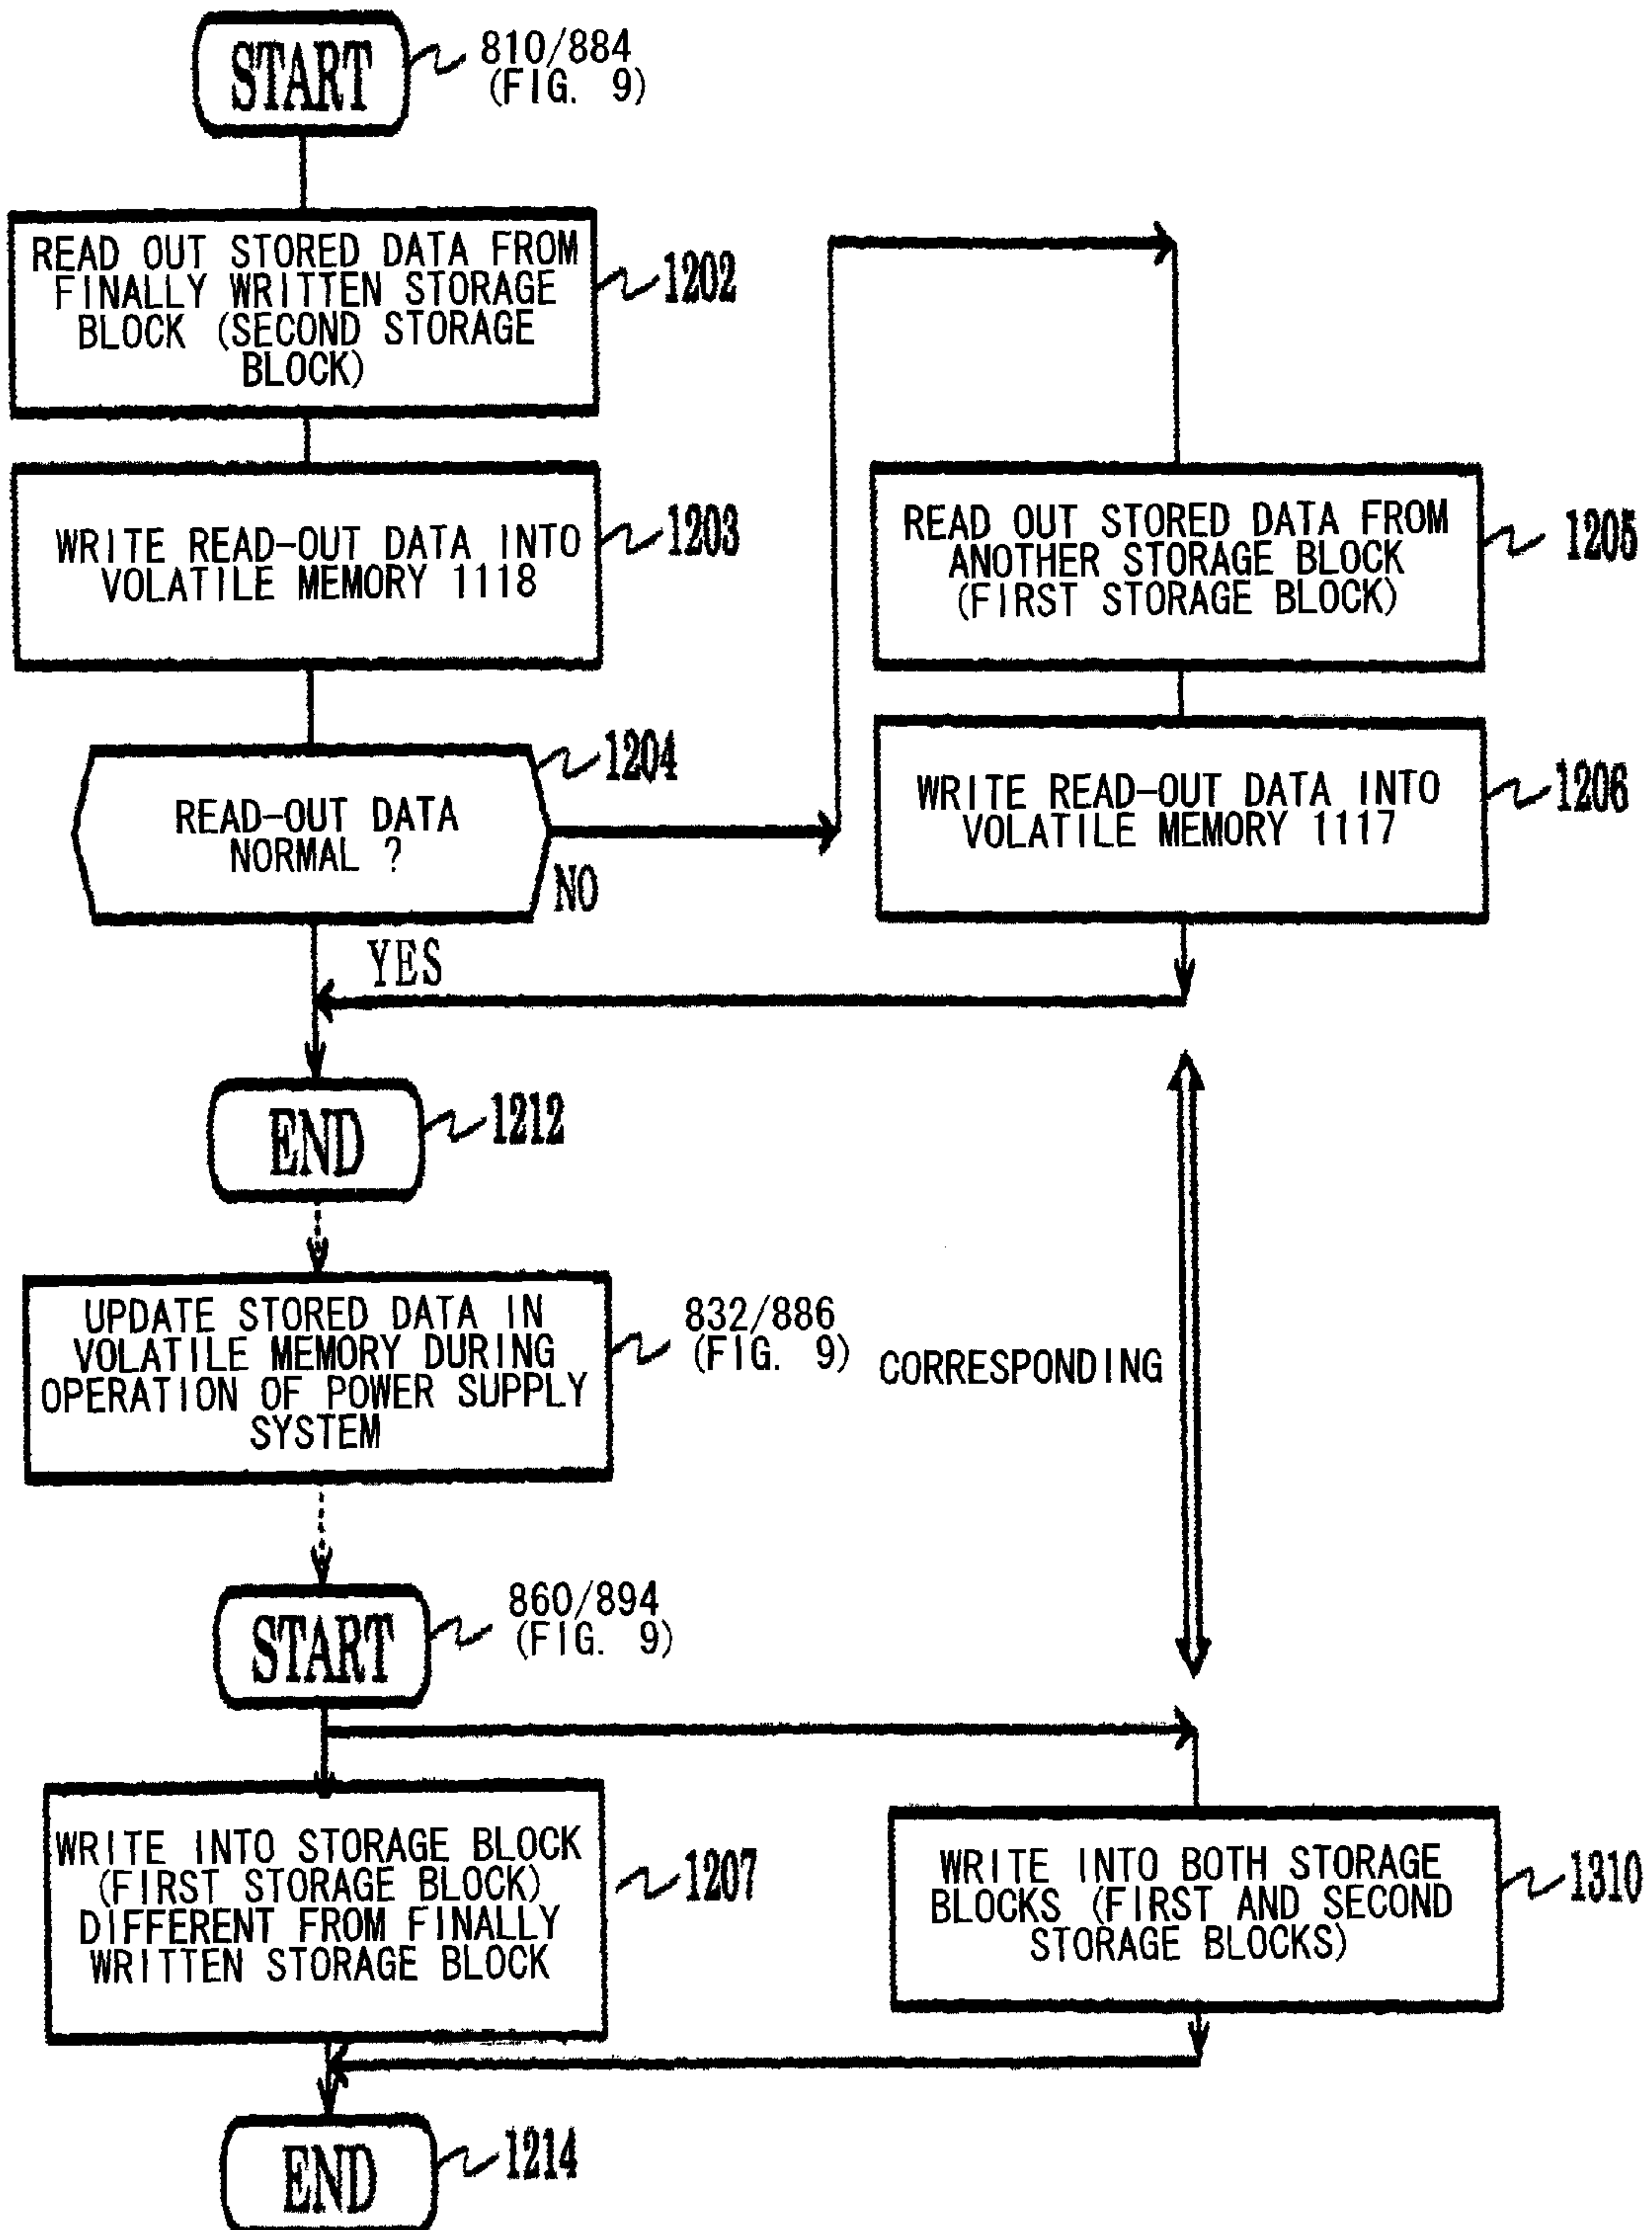 START
810/884
(FIG. 9)
READ OUT STORED DATA FROM
FINALLY WRITTEN STORAGE
BLOCK (SECOND STORAGE
BLOCK)
1202
WRITE READ-OUT DATA INTO
VOLATILE MEMORY 1118
1203
READ-OUT DATA
NORMAL ?
1204
NO
YES
READ OUT STORED DATA FROM
ANOTHER STORAGE BLOCK
(FIRST STORAGE BLOCK)
1205
WRITE READ-OUT DATA INTO
VOLATILE MEMORY 1117
1206
END
1212
UPDATE STORED DATA IN
VOLATILE MEMORY DURING
OPERATION OF POWER SUPPLY
SYSTEM
832/886
(FIG. 9)
CORRESPONDING
START
860/894
(FIG. 9)
WRITE INTO STORAGE BLOCK
(FIRST STORAGE BLOCK)
DIFFERENT FROM FINALLY
WRITTEN STORAGE BLOCK
1207
WRITE INTO BOTH STORAGE
BLOCKS (FIRST AND SECOND
STORAGE BLOCKS)
1310
END
1214